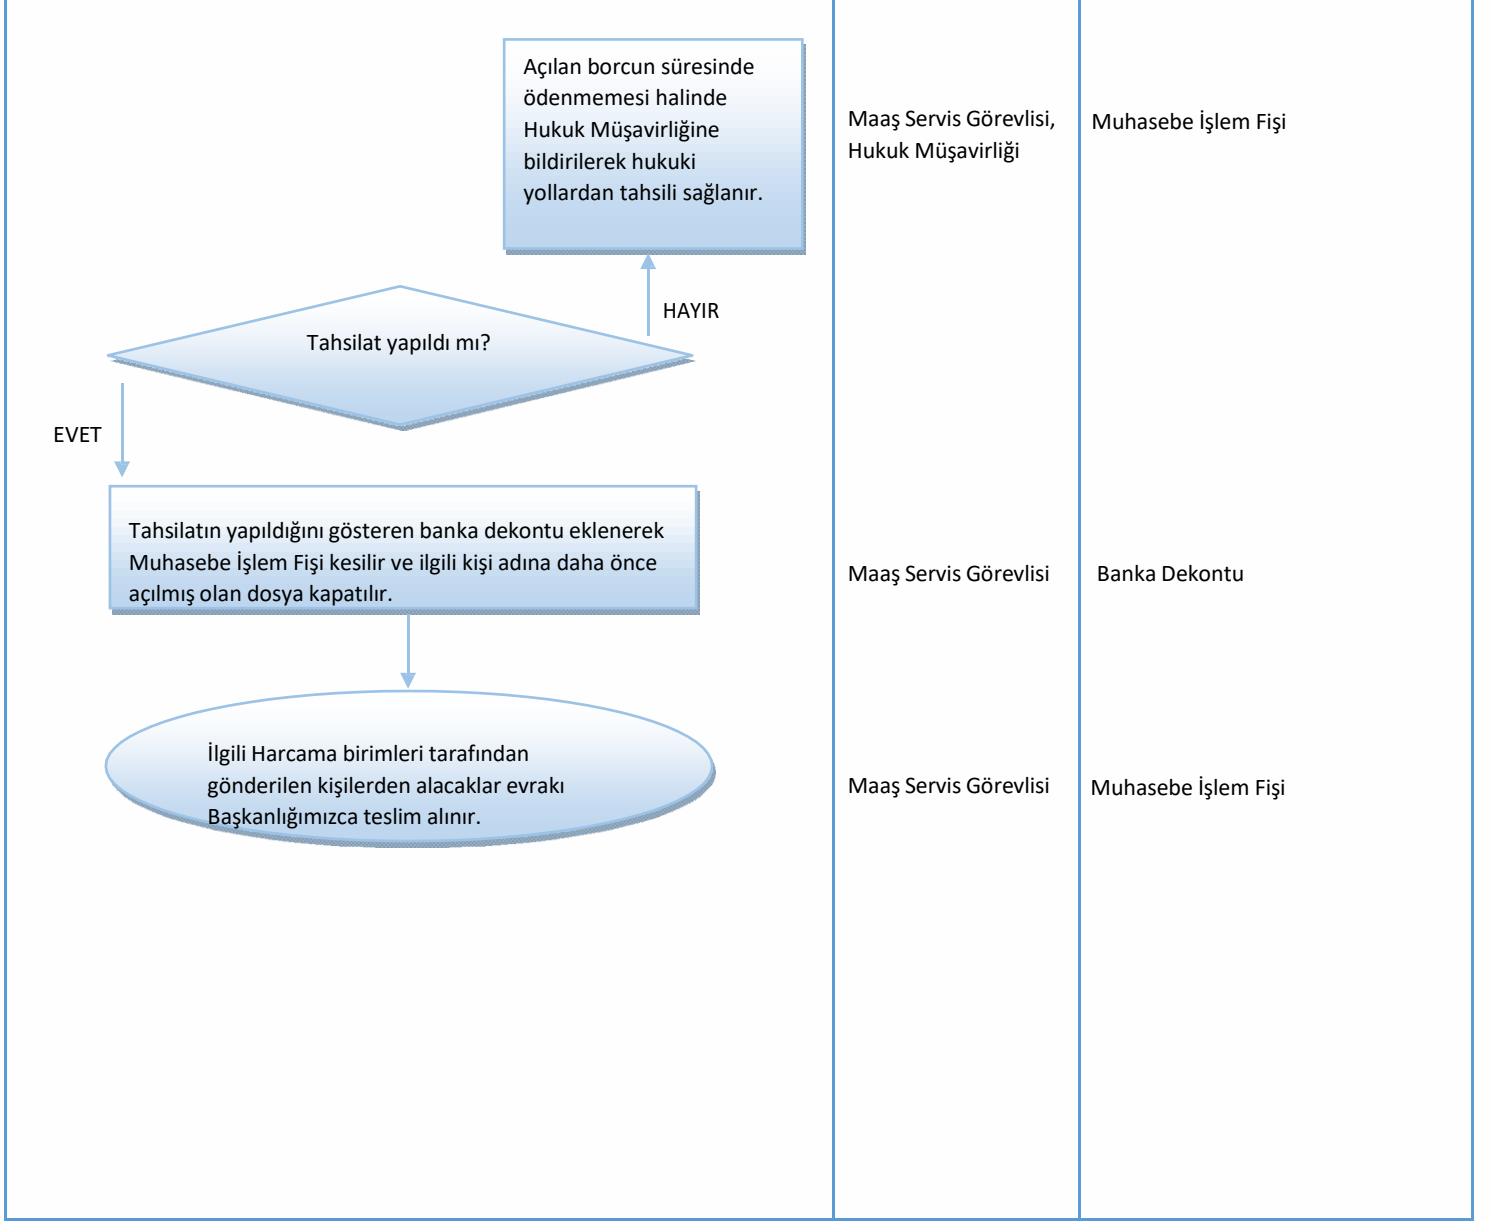 Açılan borcun süresinde
ödenmemesi halinde
Hukuk Müşavirliğine
bildirilerek hukuki
yollardan tahsili sağlanır.
Maaş Servis Görevlisi,
Hukuk Müşavirliği
Muhasebe İşlem Fişi
HAYIR
Tahsilat yapıldı mı?
EVET
Tahsilatın yapıldığını gösteren banka dekontu eklenerek
Muhasebe İşlem Fişi kesilir ve ilgili kişi adına daha önce
açılmış olan dosya kapatılır.
Maaş Servis Görevlisi
Banka Dekontu
İlgili Harcama birimleri tarafından
gönderilen kişilerden alacaklar evrakı
Başkanlığımızca teslim alınır.
Maaş Servis Görevlisi
Muhasebe İşlem Fişi